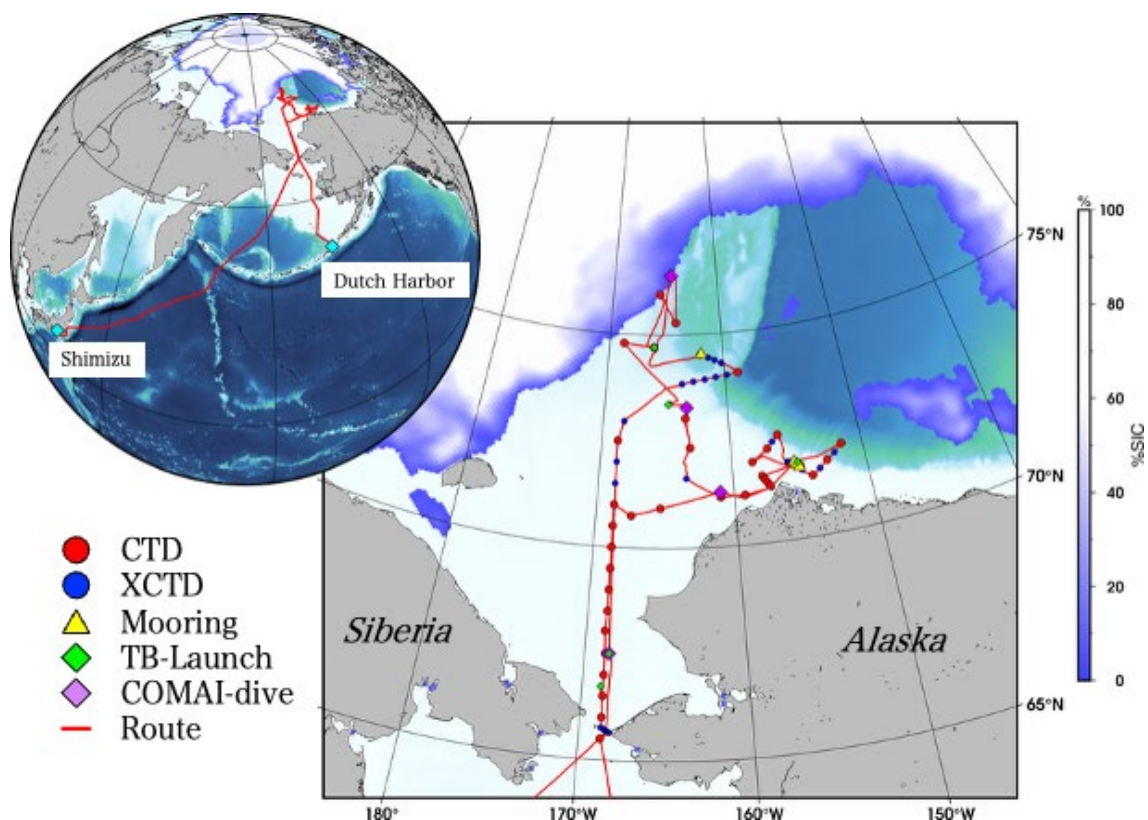 Dutch Harbor
Shimizu
CTD
XCTD
Mooring
TB-Launch
COMAI-dive
Route
Siberia
Alaska
75°N
70°N
65°N
180°
170°W
160°W
150°W
%
100
80
60
40
20
0
%SIC